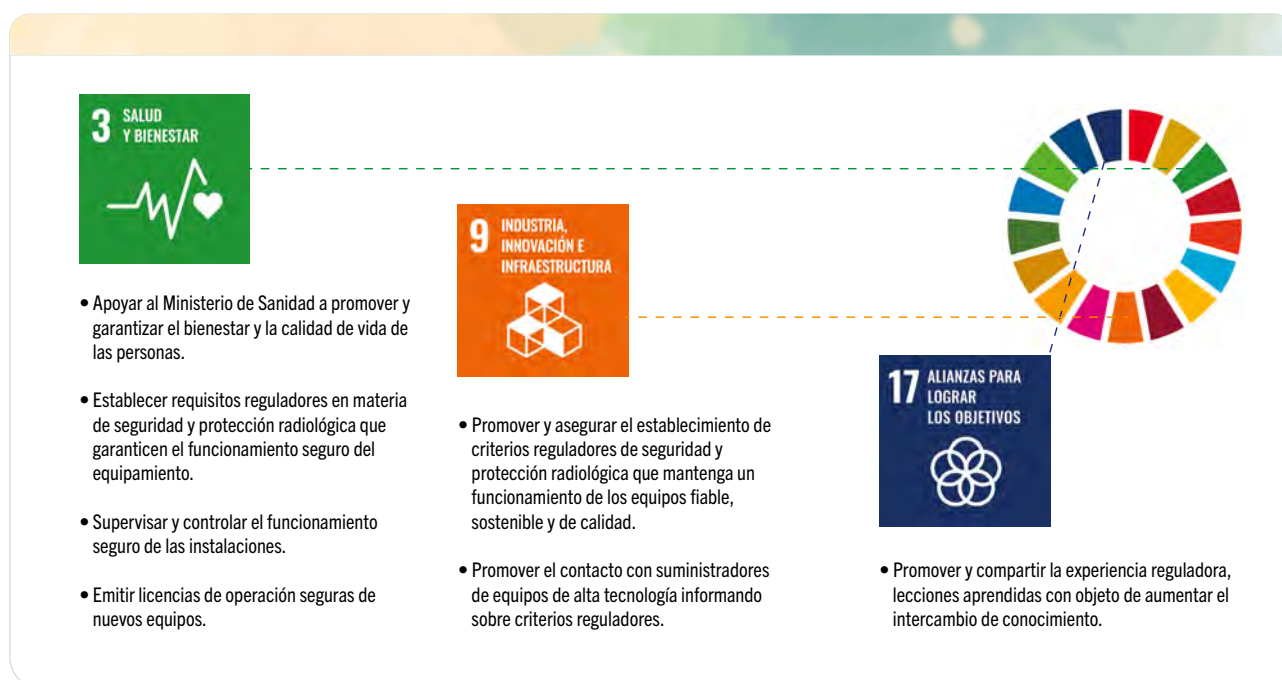 3 SALUD
Y BIENESTAR
• Apoyar al Ministerio de Sanidad a promover y
garantizar el bienestar y la calidad de vida de
las personas.
• Establecer requisitos reguladores en materia
de seguridad y protección radiológica que
garanticen el funcionamiento seguro del
equipamiento.
• Supervisar y controlar el funcionamiento
seguro de las instalaciones.
• Emitir licencias de operación seguras de
nuevos equipos.
9 INDUSTRIA,
INNOVACIÓN E
INFRAESTRUCTURA
• Promover y asegurar el establecimiento de
criterios reguladores de seguridad y
protección radiológica que mantenga un
funcionamiento de los equipos fiable,
sostenible y de calidad.
• Promover el contacto con suministradores
de equipos de alta tecnología informando
sobre criterios reguladores.
17 ALIANZAS PARA
LOGRAR
LOS OBJETIVOS
• Promover y compartir la experiencia reguladora,
lecciones aprendidas con objeto de aumentar el
intercambio de conocimiento.